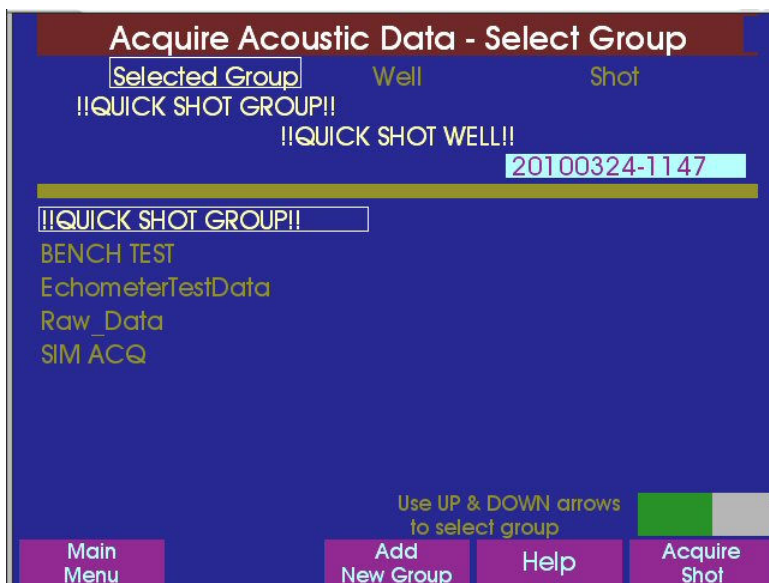 Acquire Acoustic Data - Select Group
Selected Group Well Shot
!!QUICK SHOT GROUP!!
!!QUICK SHOT WELL!!
20100324-1147
!!QUICK SHOT GROUP!!
BENCH TEST
EchometerTestData
Raw_Data
SIM ACQ
Use UP & DOWN arrows
to select group
Main
Menu
Add
New Group
Help
Acquire
Shot